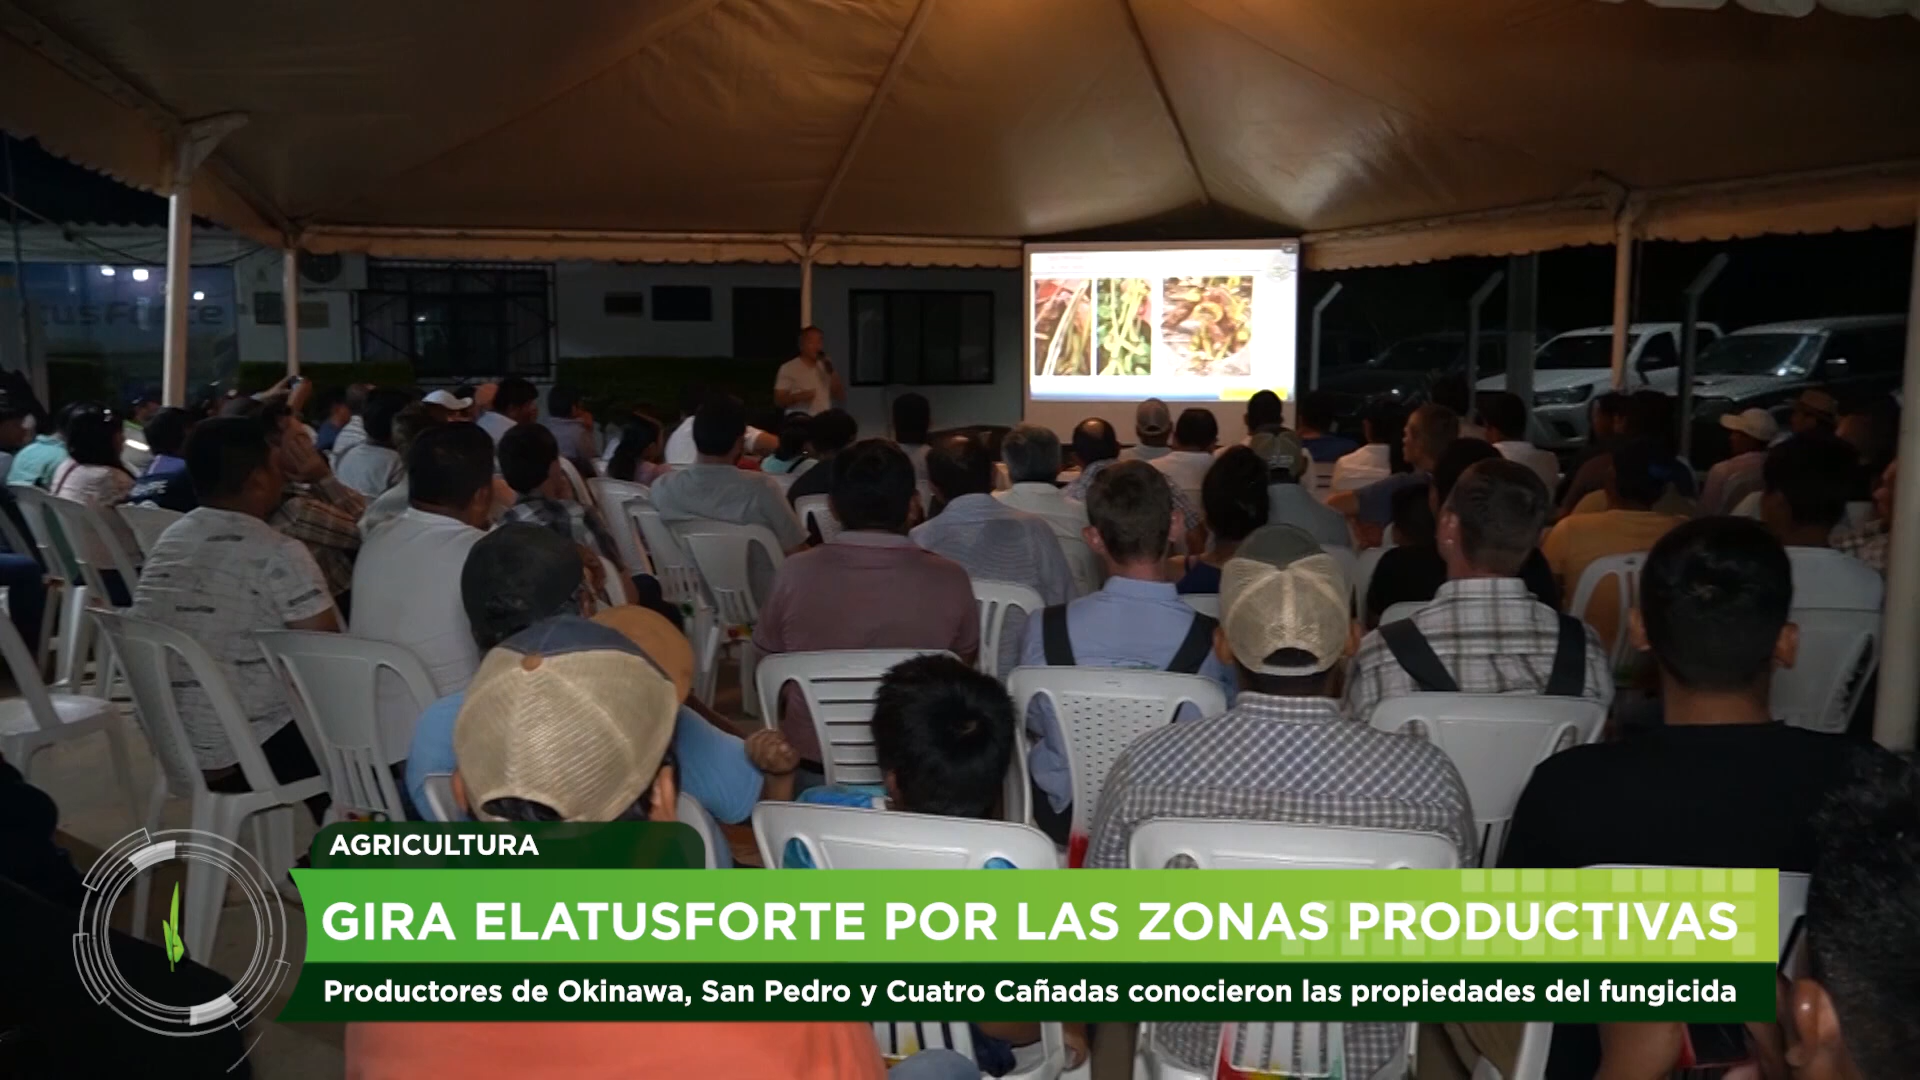 tusForte
AGRICULTURA
GIRA ELATUSFORTE POR LAS ZONAS PRODUCTIVAS
Productores de Okinawa, San Pedro y Cuatro Cañadas conocieron las propiedades del fungicida